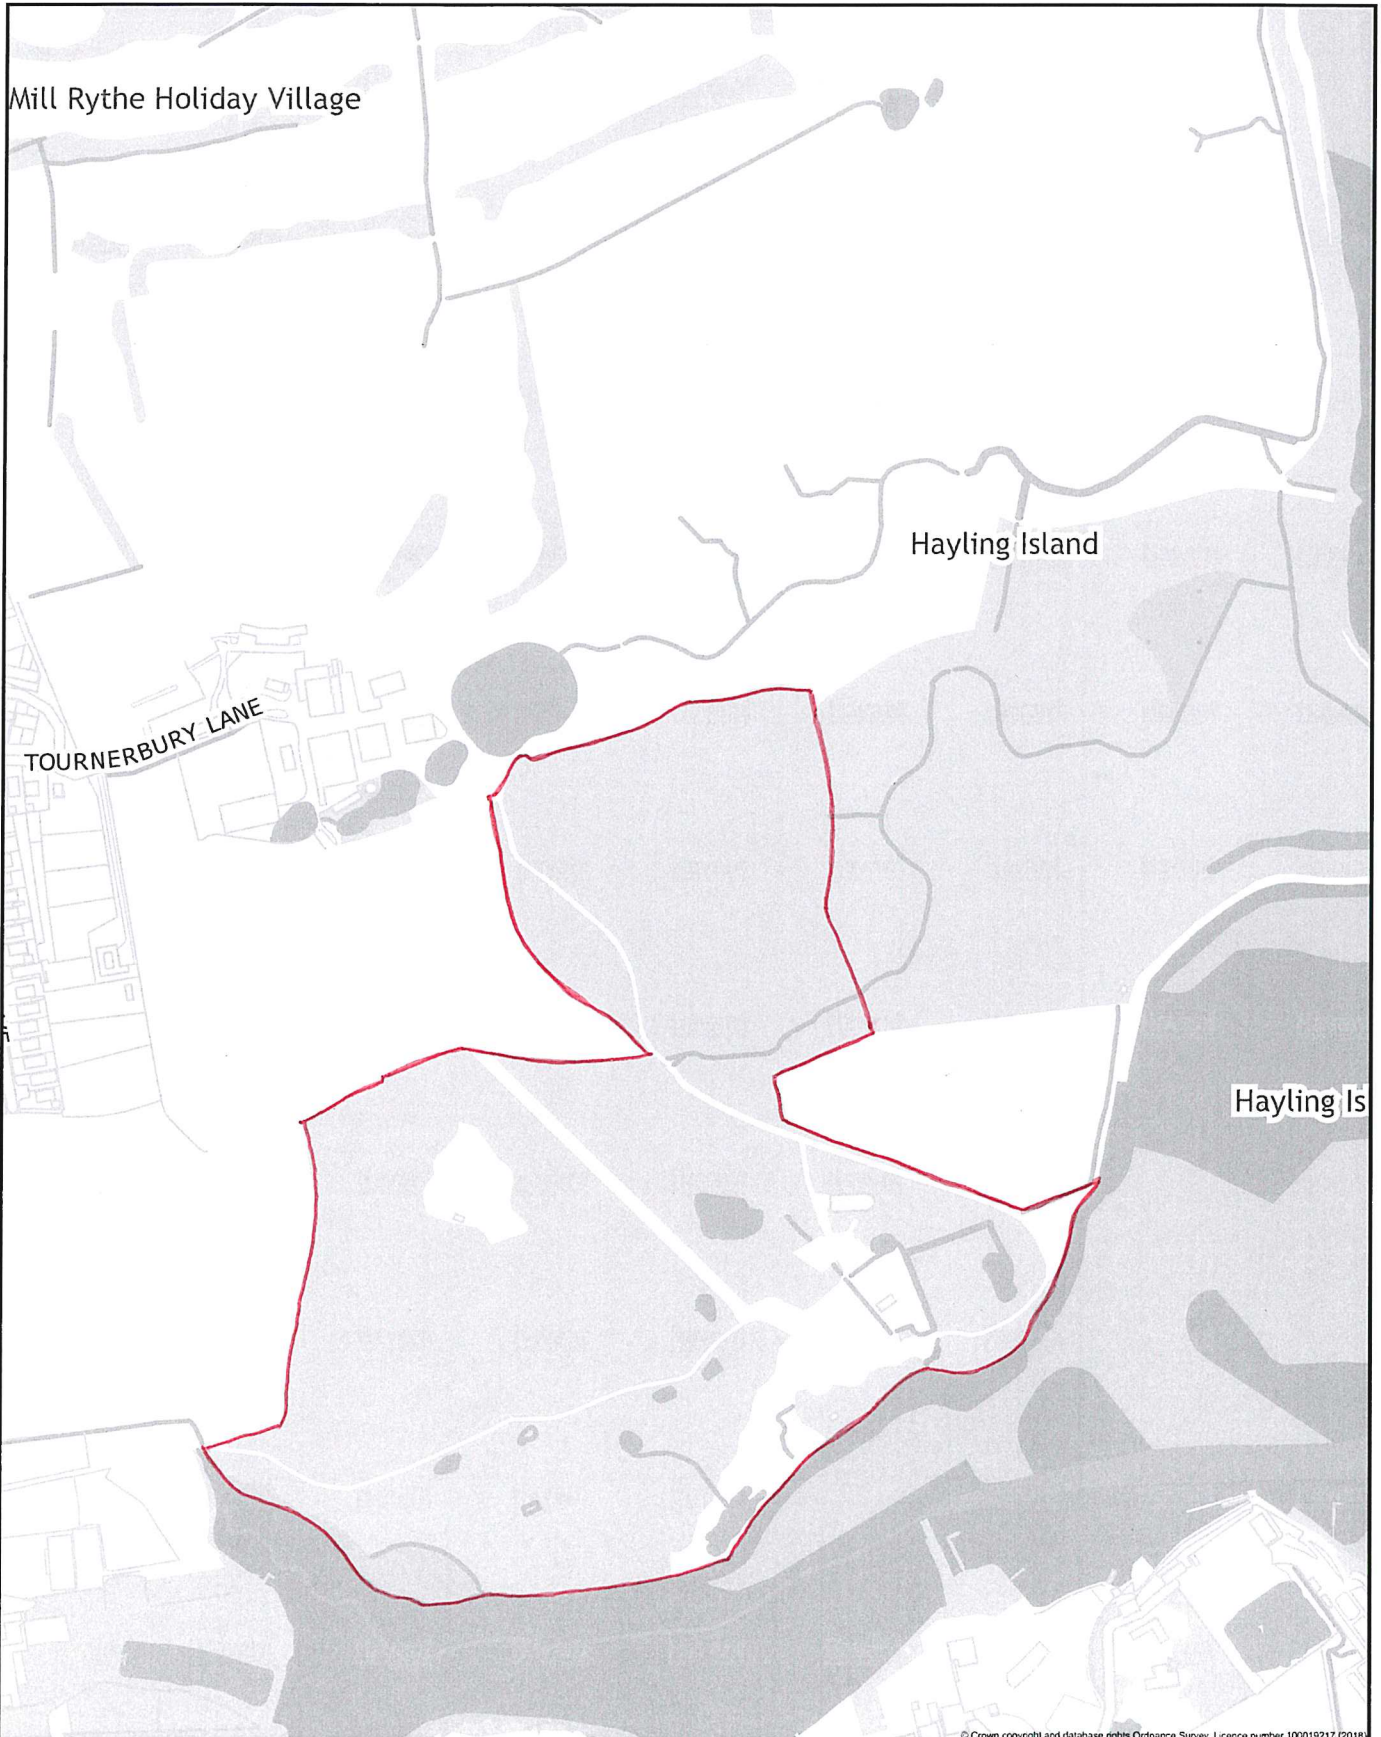 Mill Rythe Holiday Village
Hayling Island
TOURNERBURY LANE
Hayling Is
© Crown copyright and database rights Ordnance Survey. Licence number 100019217 (2018)